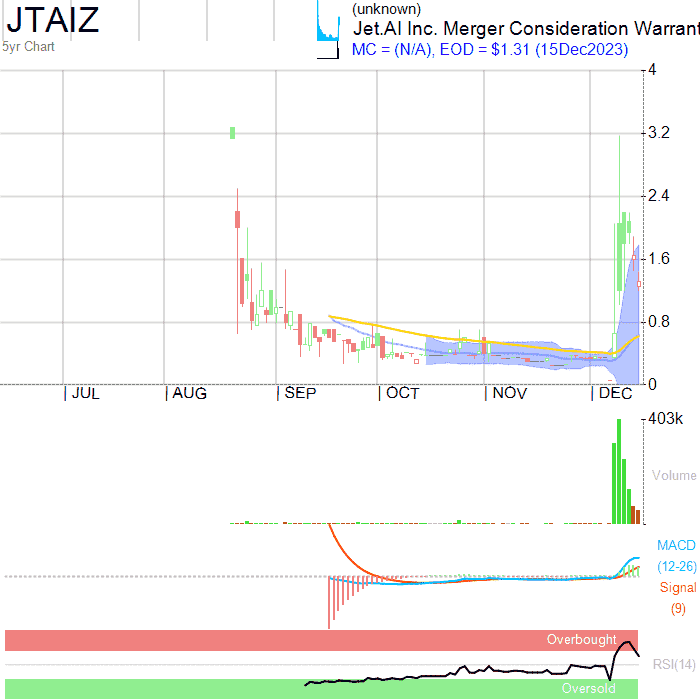 JTAIZ
5yr Chart
(unknown)
Jet.AI Inc. Merger Consideration Warrant
MC = (N/A), EOD = $1.31 (15Dec2023)
4
3.2
2.4
1.6
0.8
0
JUL AUG SEP OCT NOV DEC
403k
Volume
MACD
(12-26)
Signal
(9)
Overbought
RSI(14)
Oversold